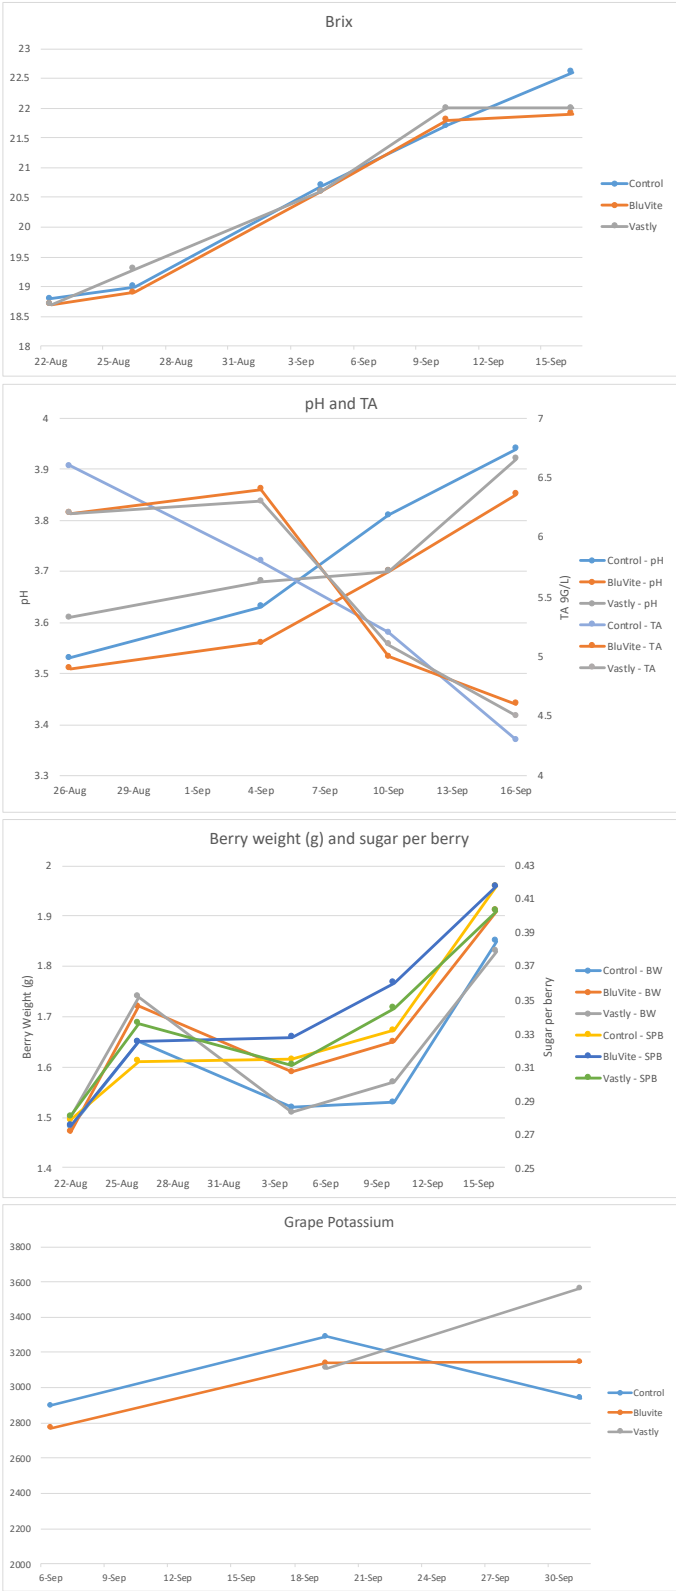 Brix
23
22.5
22
21.5
21
20.5
20
19.5
19
18.5
18
22-Aug 25-Aug 28-Aug 31-Aug 3-Sep 6-Sep 9-Sep 12-Sep 15-Sep
Control
BluVite
Vastly
pH and TA
4
3.9
3.8
3.7
3.6
3.5
3.4
3.3
pH
7
6.5
6
5.5
5
4.5
4
TA 9G/L)
26-Aug 29-Aug 1-Sep 4-Sep 7-Sep 10-Sep 13-Sep 16-Sep
Control - pH
BluVite - pH
Vastly - pH
Control - TA
BluVite - TA
Vastly - TA
Berry weight (g) and sugar per berry
2
1.9
1.8
1.7
1.6
1.5
1.4
Berry Weight (g)
0.43
0.41
0.39
0.37
0.35
0.33
0.31
0.29
0.27
0.25
Sugar per berry
22-Aug 25-Aug 28-Aug 31-Aug 3-Sep 6-Sep 9-Sep 12-Sep 15-Sep
Control - BW
BluVite - BW
Vastly - BW
Control - SPB
BluVite - SPB
Vastly - SPB
Grape Potassium
3800
3600
3400
3200
3000
2800
2600
2400
2200
2000
6-Sep 9-Sep 12-Sep 15-Sep 18-Sep 21-Sep 24-Sep 27-Sep 30-Sep
Control
Bluvite
Vastly